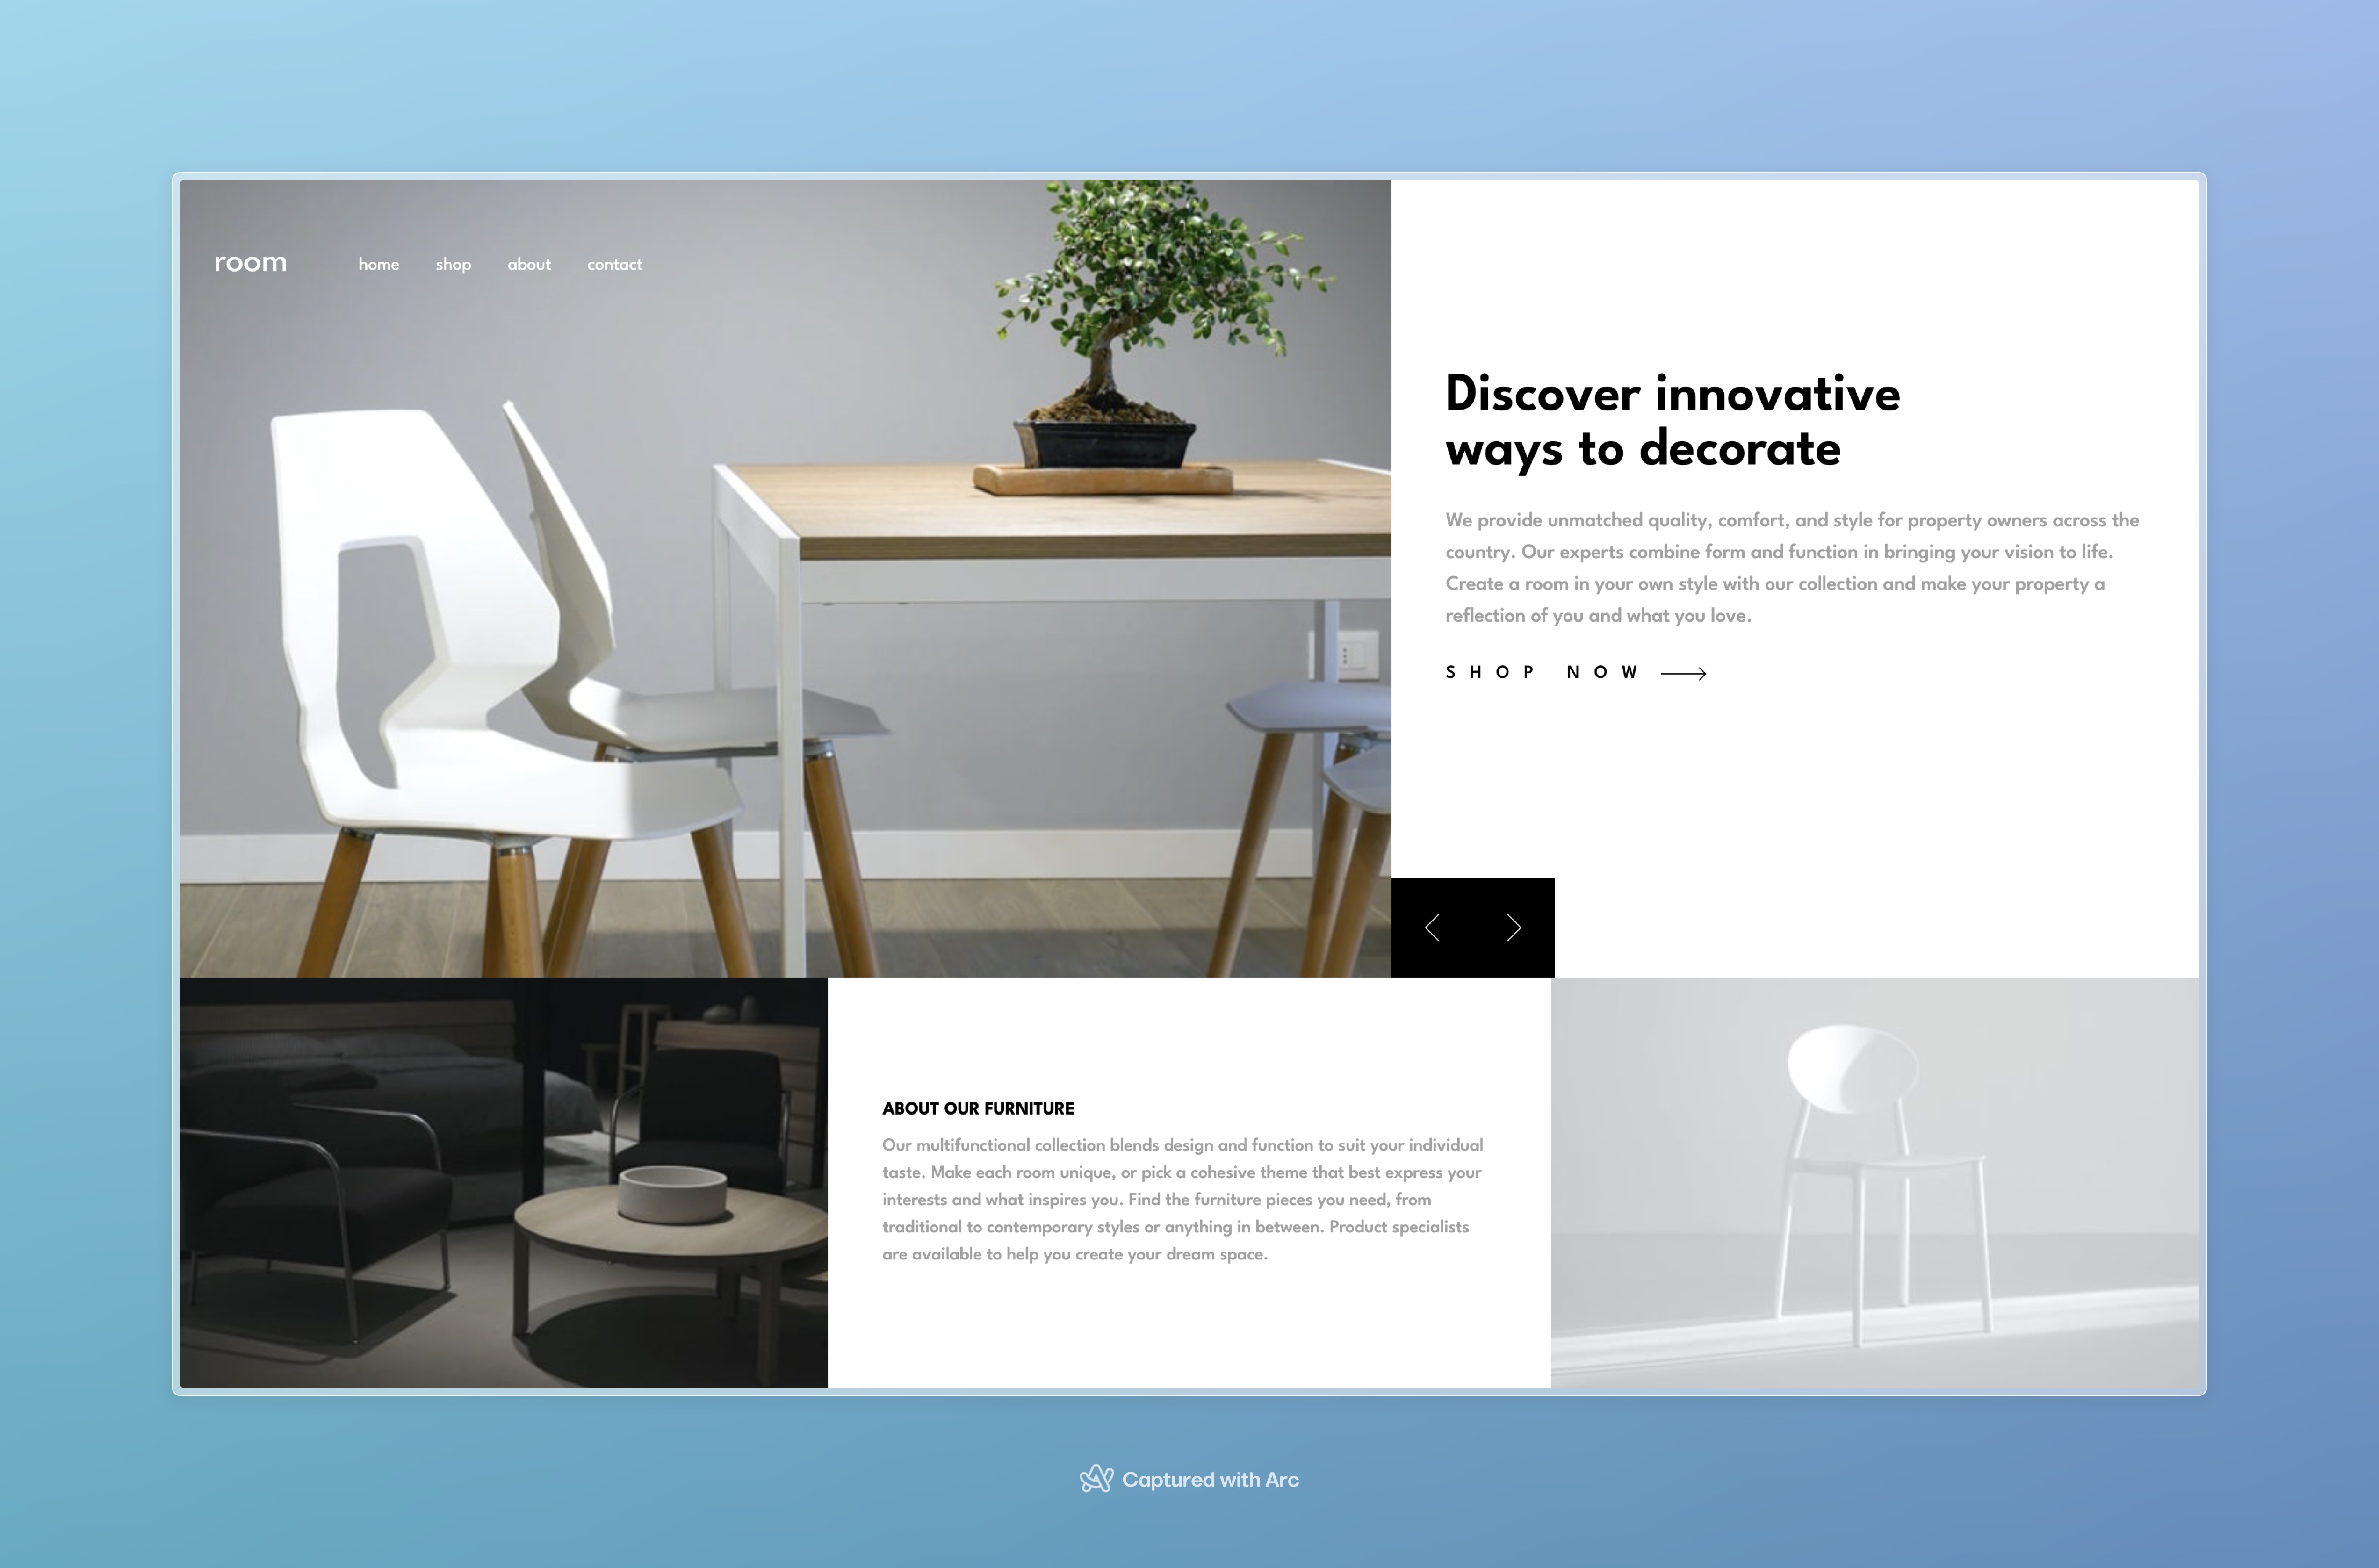 room
home
shop
about
contact
Discover innovative
ways to decorate
We provide unmatched quality, comfort, and style for property owners across the
country. Our experts combine form and function in bringing your vision to life.
Create a room in your own style with our collection and make your property a
reflection of you and what you love.
SHOP NOW
ABOUT OUR FURNITURE
Our multifunctional collection blends design and function to suit your individual
taste. Make each room unique, or pick a cohesive theme that best express your
interests and what inspires you. Find the furniture pieces you need, from
traditional to contemporary styles or anything in between. Product specialists
are available to help you create your dream space.
Captured with Arc